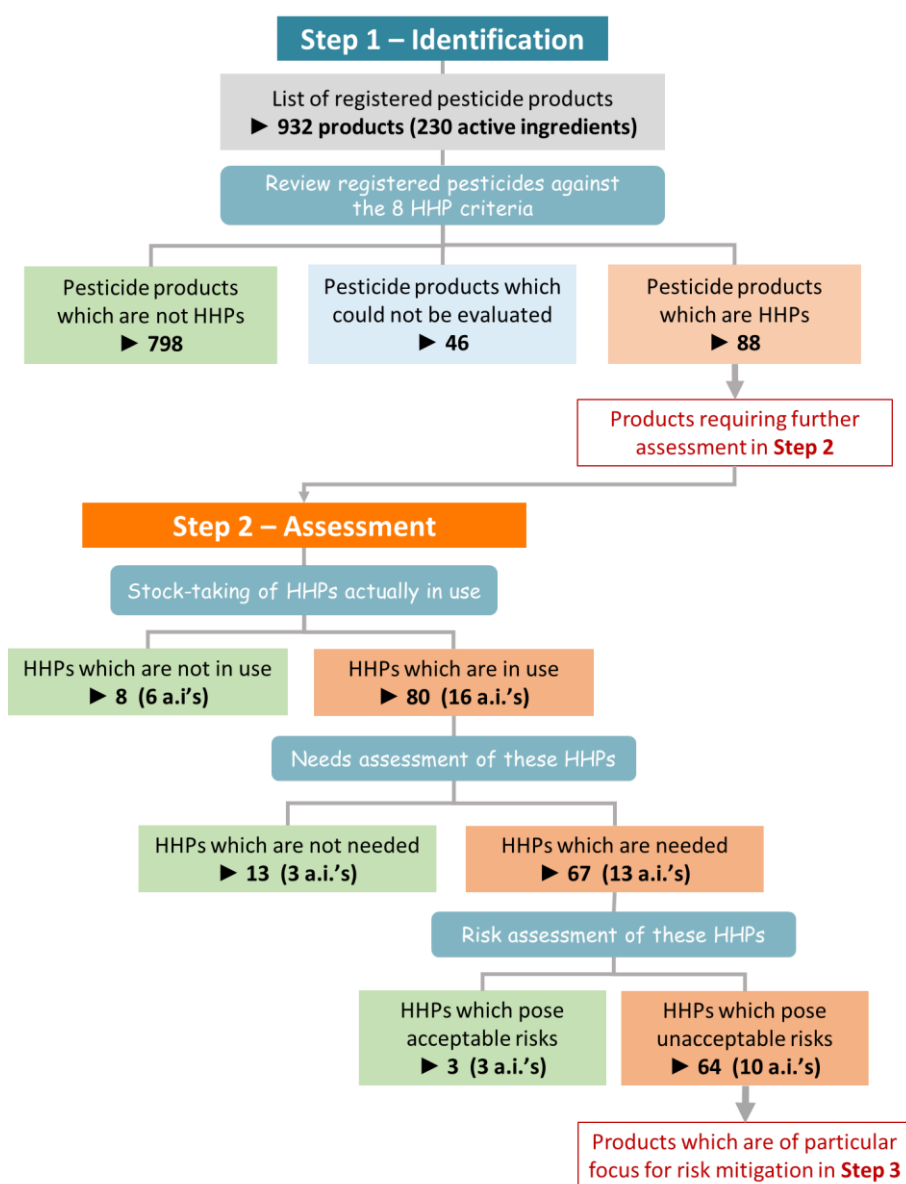 Step 1 – Identification
List of registered pesticide products
► 932 products (230 active ingredients)
Review registered pesticides against
the 8 HHP criteria
Pesticide products
which are not HHPs
► 798
Pesticide products which
could not be evaluated
► 46
Pesticide products
which are HHPs
► 88
Products requiring further
assessment in Step 2
Step 2 – Assessment
Stock-taking of HHPs actually in use
HHPs which are not in use
► 8 (6 a.i's)
HHPs which are in use
► 80 (16 a.i.'s)
Needs assessment of these HHPs
HHPs which are not needed
► 13 (3 a.i.'s)
HHPs which are needed
► 67 (13 a.i.'s)
Risk assessment of these HHPs
HHPs which pose
acceptable risks
► 3 (3 a.i.'s)
HHPs which pose
unacceptable risks
► 64 (10 a.i.'s)
Products which are of particular
focus for risk mitigation in Step 3